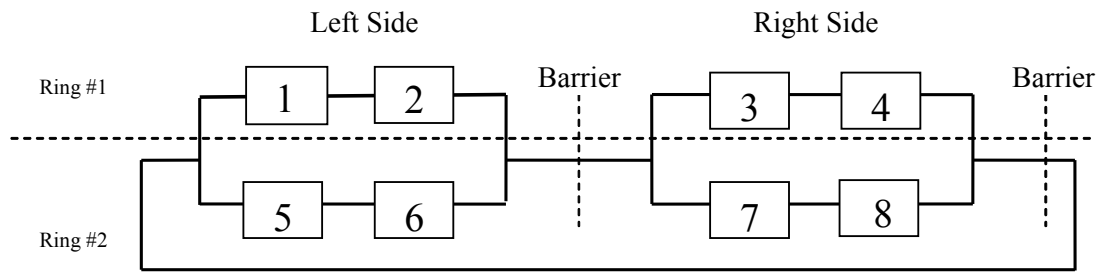 Left Side Right Side
Ring #1 Barrier Barrier
1 2 3 4
5 6 7 8
Ring #2